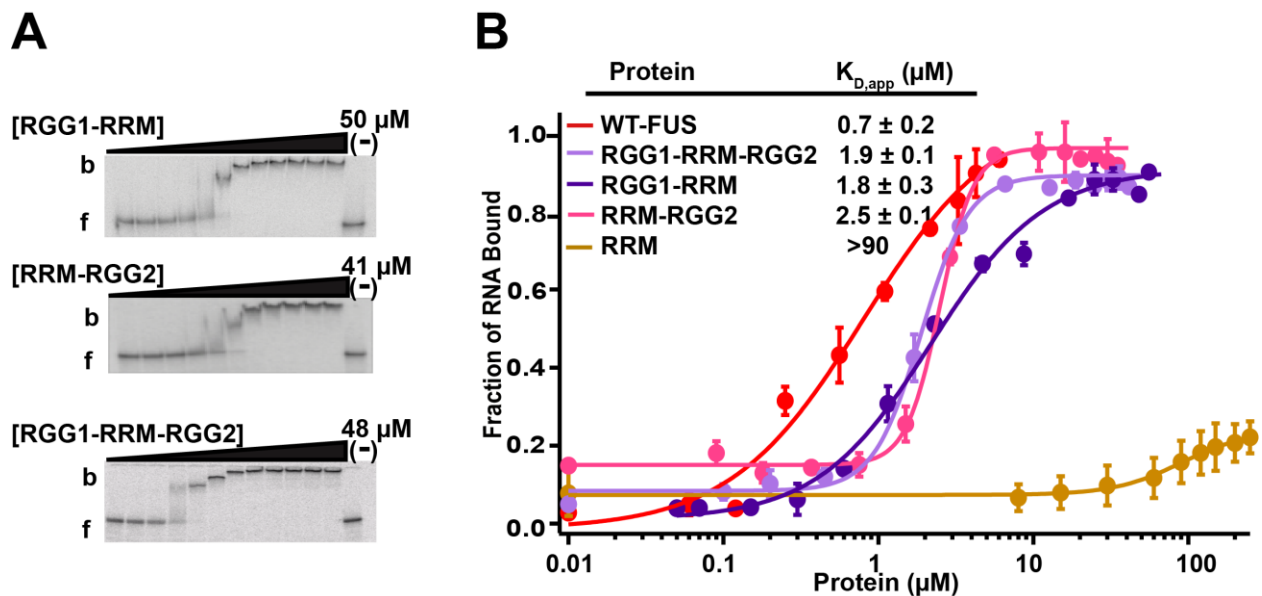 A
[RGG1-RRM]
50 µM
(-)
b
f
[RRM-RGG2]
41 µM
(-)
b
f
[RGG1-RRM-RGG2]
48 µM
(-)
b
f
B
Protein K_D,app (µM)
WT-FUS 0.7 ± 0.2
RGG1-RRM-RGG2 1.9 ± 0.1
RGG1-RRM 1.8 ± 0.3
RRM-RGG2 2.5 ± 0.1
RRM >90
Fraction of RNA Bound
1.0
0.8
0.6
0.4
0.2
0.0
0.01 0.1 1 10 100
Protein (µM)